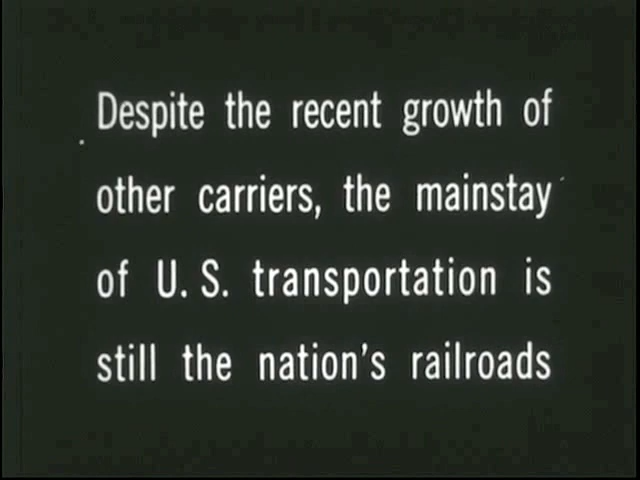 Despite the recent growth of
other carriers, the mainstay
of U. S. transportation is
still the nation's railroads